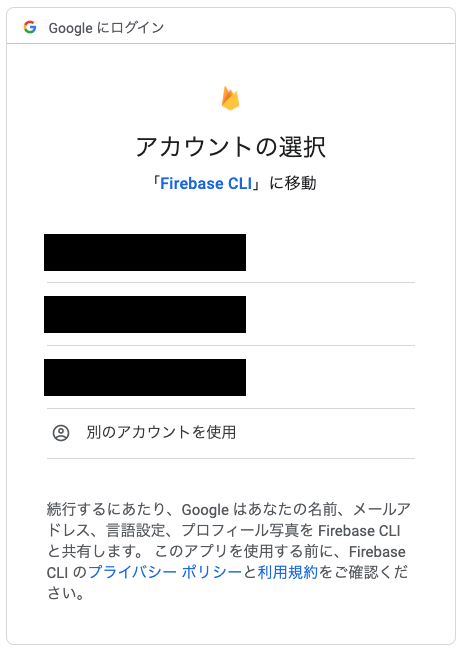 Google にログイン
アカウントの選択
「Firebase CLI」に移動
別のアカウントを使用
続行するにあたり、Google はあなたの名前、メールア
ドレス、言語設定、プロフィール写真を Firebase CLI
と共有します。 このアプリを使用する前に、Firebase
CLI のプライバシー ポリシーと利用規約をご確認くだ
さい。